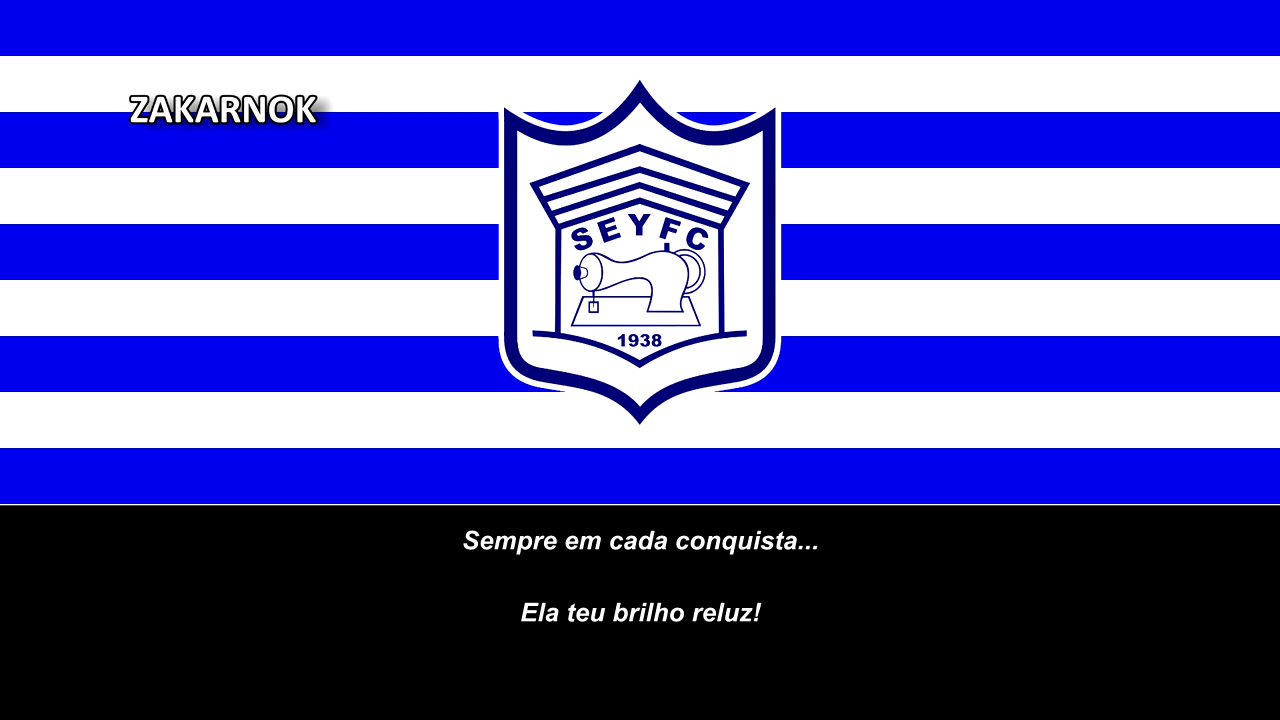 ZAKARNOK
SEYFC
1938
Sempre em cada conquista...
Ela teu brilho reluz!